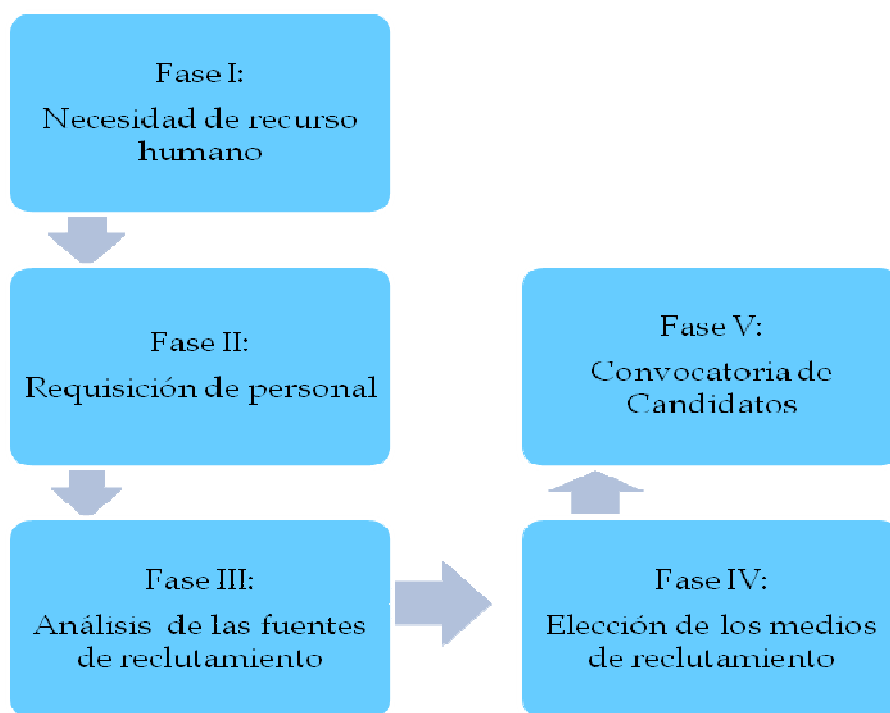 Fase I:
Necesidad de recurso
humano
Fase II:
Requisición de personal
Fase III:
Análisis de las fuentes
de reclutamiento
Fase IV:
Elección de los medios
de reclutamiento
Fase V:
Convocatoria de
Candidatos